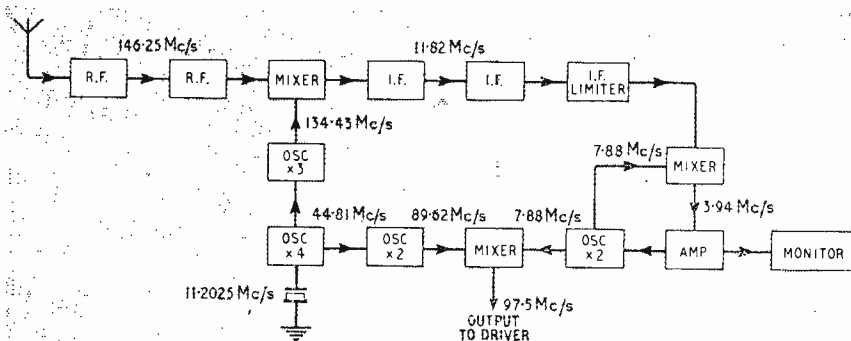 146·25 Mc/s
11·82 Mc/s
R.F.
R.F.
MIXER
I.F.
I.F.
I.F.
LIMITER
134·43 Mc/s
OSC
×3
7·88 Mc/s
MIXER
3·94 Mc/s
44·81 Mc/s
89·62 Mc/s
7·88 Mc/s
OSC
×4
OSC
×2
MIXER
OSC
×2
AMP
MONITOR
11·2025 Mc/s
97·5 Mc/s
OUTPUT
TO DRIVER